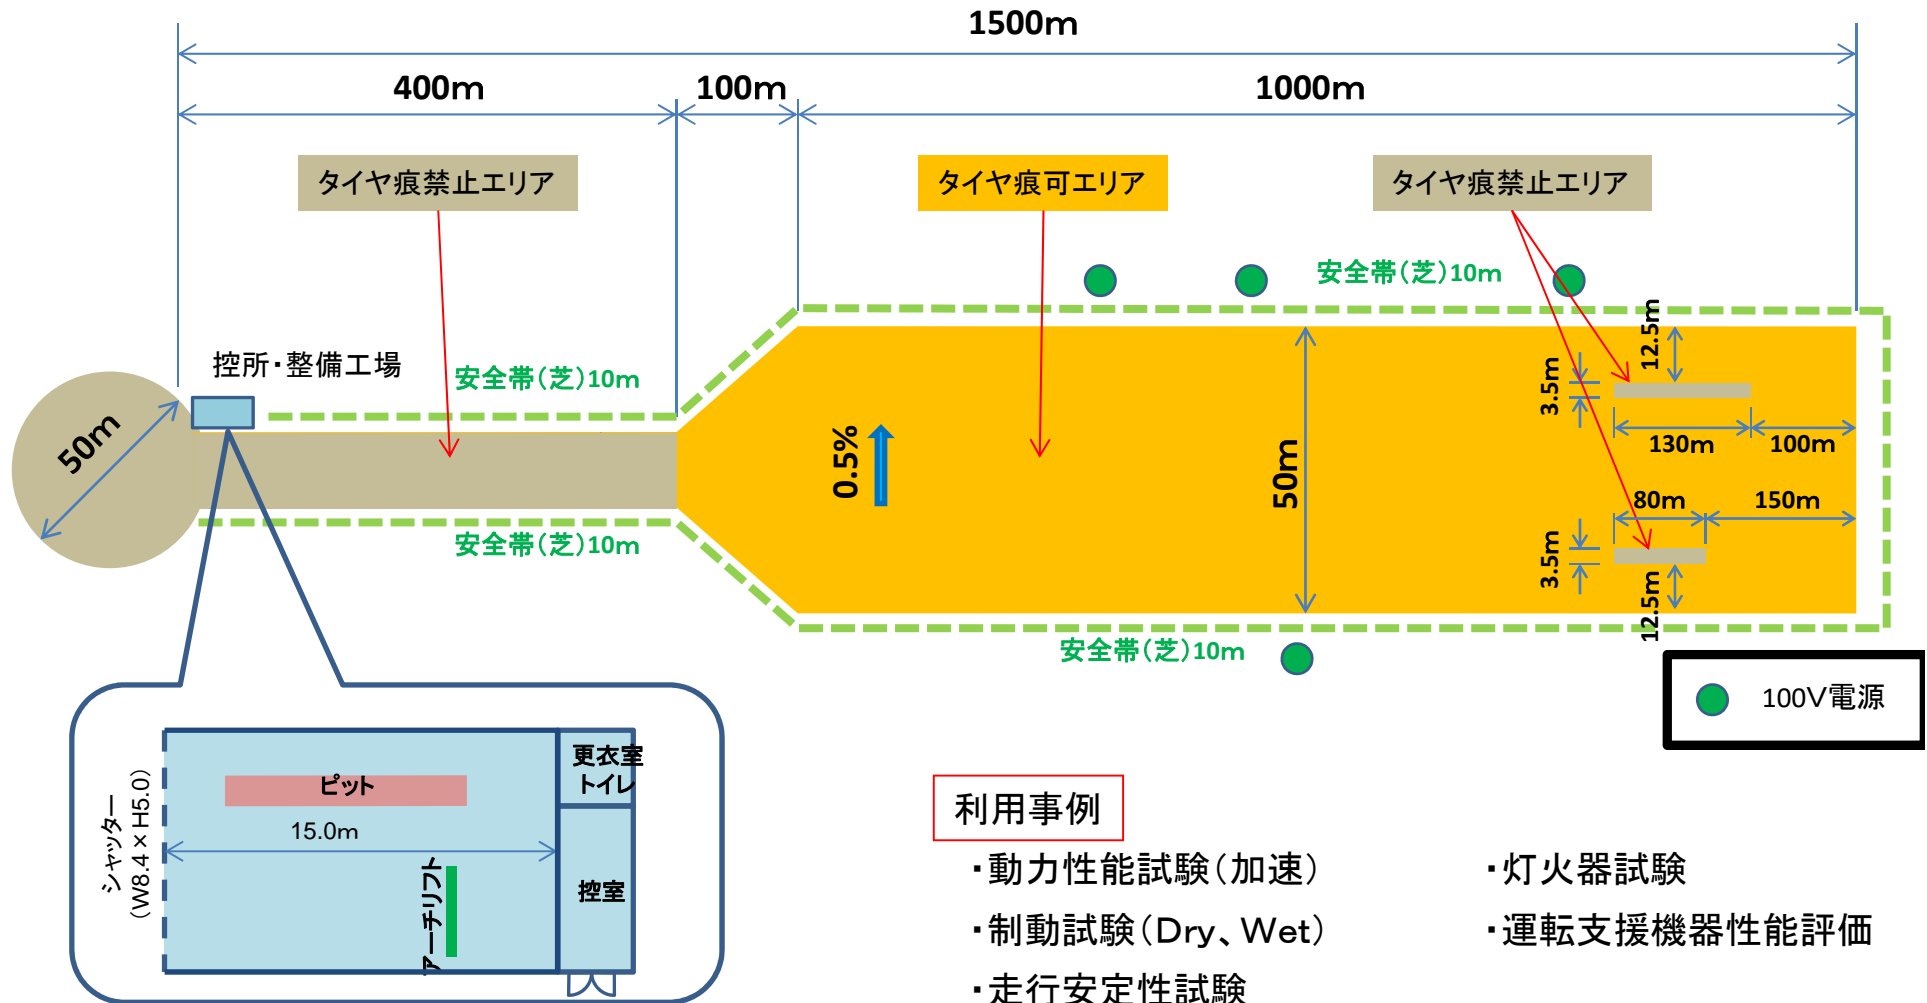 1500m
400m
100m
1000m
タイヤ痕禁止エリア
タイヤ痕可エリア
タイヤ痕禁止エリア
安全帯(芝)10m
12.5m
控所・整備工場
安全帯(芝)10m
3.5m
50m
130m
100m
0.5%
50m
80m
150m
安全帯(芝)10m
3.5m
12.5m
安全帯(芝)10m
100V電源
更衣室
トイレ
ピット
シャッター
(W8.4×H5.0)
15.0m
アーチリフト
控室
利用事例
・動力性能試験(加速)
・灯火器試験
・制動試験(Dry、Wet)
・運転支援機器性能評価
・走行安定性試験